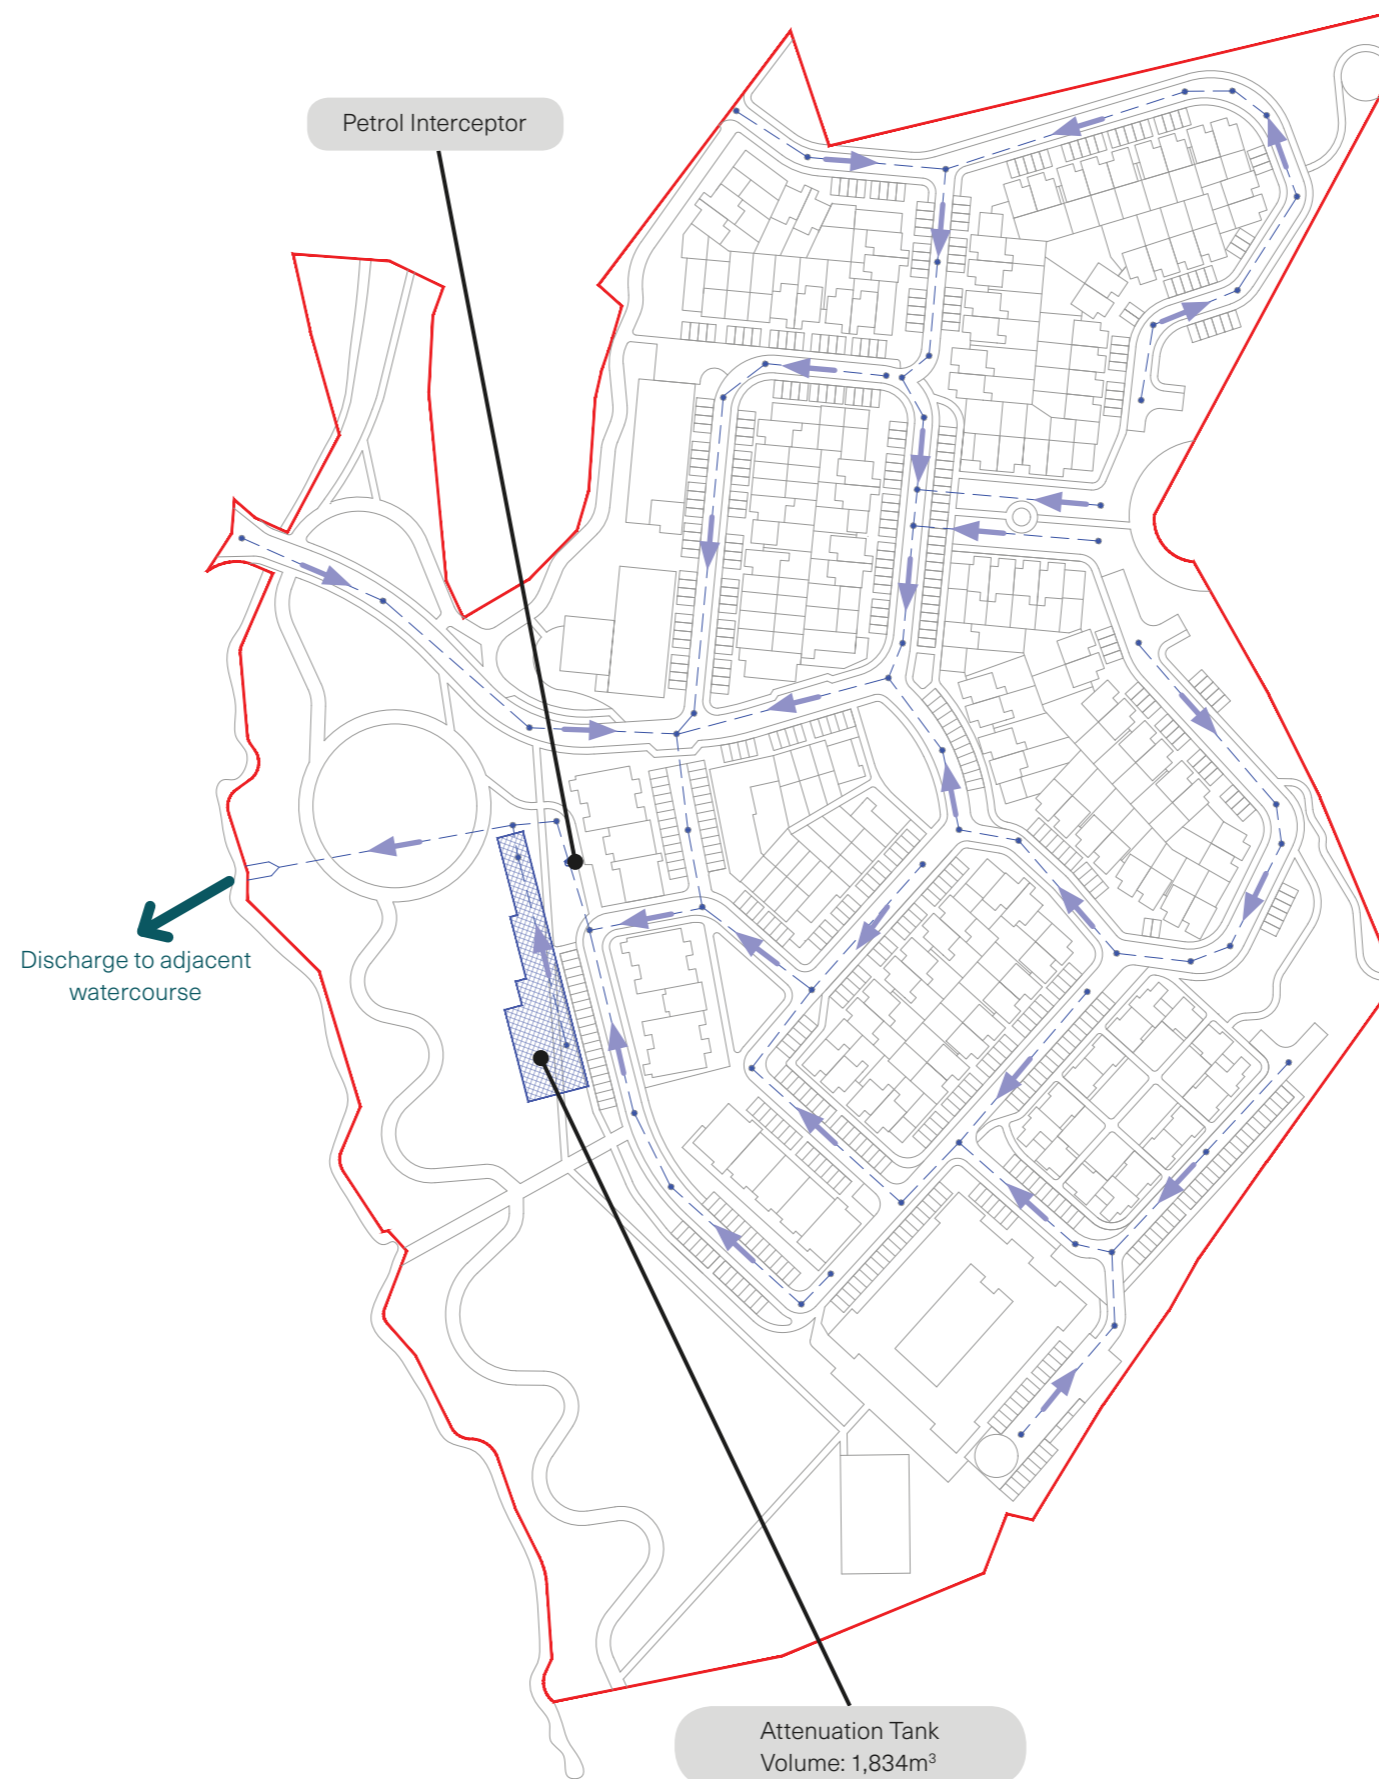 Petrol Interceptor
Discharge to adjacent
watercourse
Attenuation Tank
Volume: 1,834m³